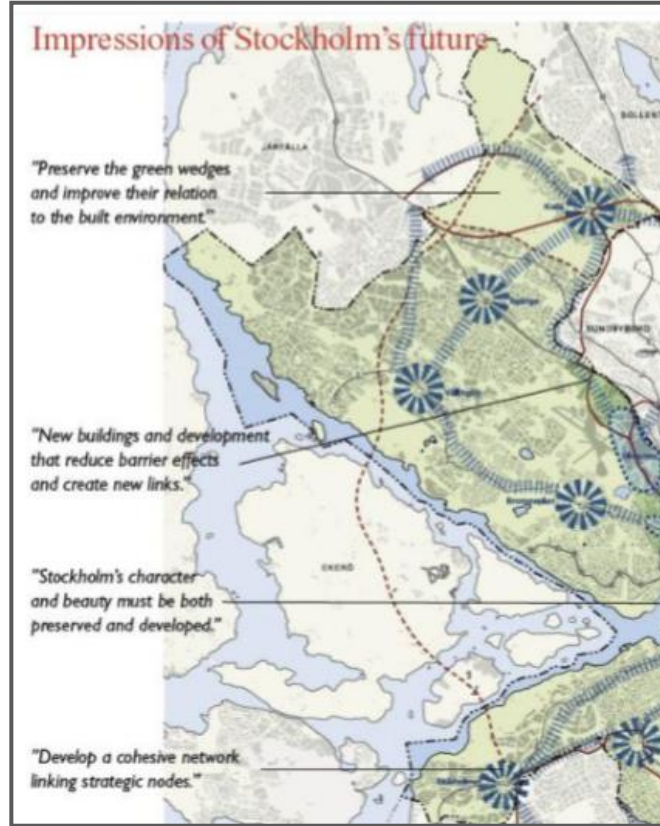 Impressions of Stockholm's future
SOLLENT
JÄRFÄLLA
"Preserve the green wedges
and improve their relation
to the built environment."
SUNDBYBERG
"New buildings and development
that reduce barrier effects
and create new links."
EKERÖ
"Stockholm's character
and beauty must be both
preserved and developed."
"Develop a cohesive network
linking strategic nodes."